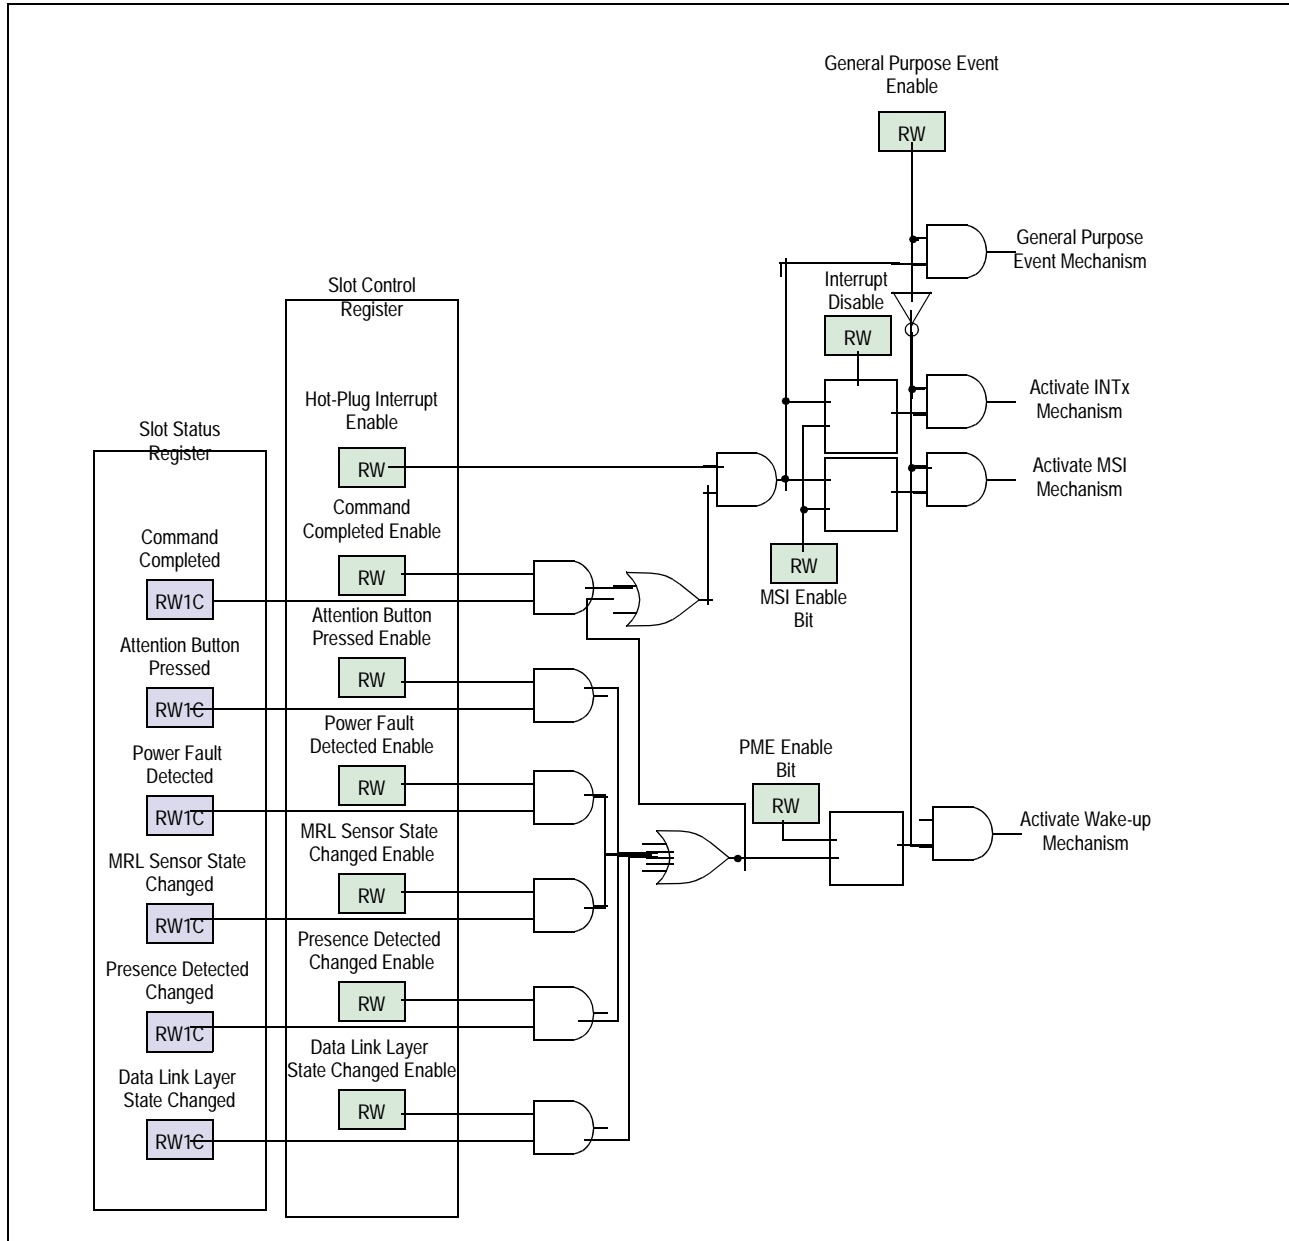 General Purpose Event
Enable
RW
General Purpose
Event Mechanism
Interrupt
Disable
RW
Activate INTx
Mechanism
Activate MSI
Mechanism
RW
MSI Enable
Bit
Slot Control
Register
Hot-Plug Interrupt
Enable
RW
Command
Completed Enable
RW
Attention Button
Pressed Enable
RW
Power Fault
Detected Enable
RW
MRL Sensor State
Changed Enable
RW
Presence Detected
Changed Enable
RW
Data Link Layer
State Changed Enable
RW
Slot Status
Register
Command
Completed
RW1C
Attention Button
Pressed
RW1C
Power Fault
Detected
RW1C
MRL Sensor State
Changed
RW1C
Presence Detected
Changed
RW1C
Data Link Layer
State Changed
RW1C
PME Enable
Bit
RW
Activate Wake-up
Mechanism